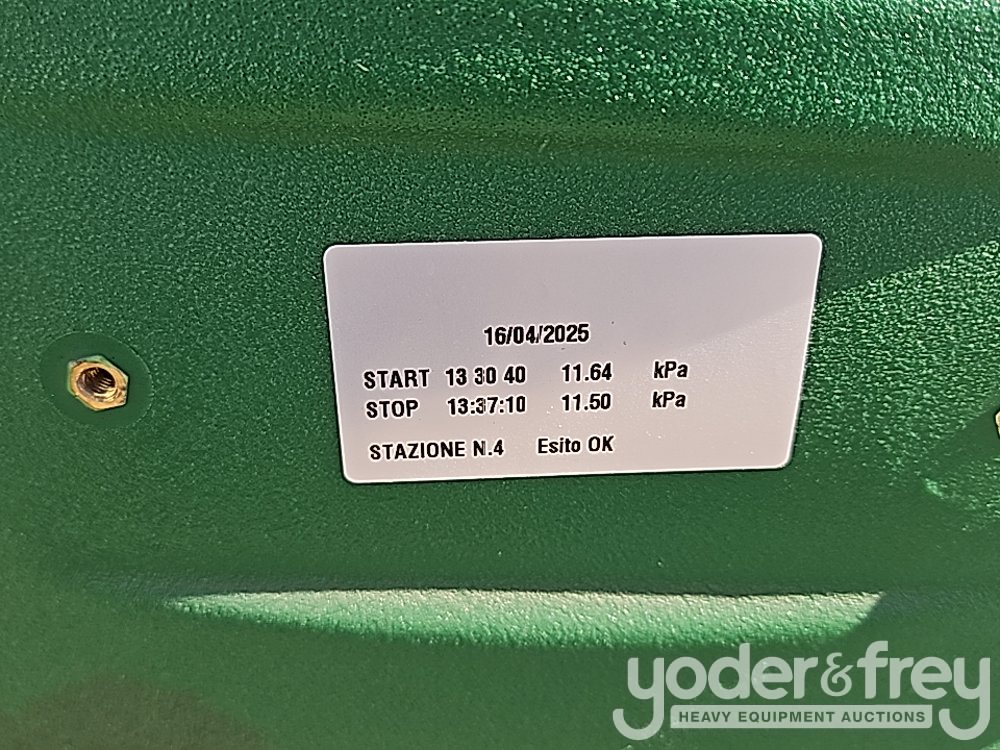 16/04/2025
START 13 30 40 11.64 kPa
STOP 13:37:10 11.50 kPa
STAZIONE N.4 Esito OK
yoder&frey
HEAVY EQUIPMENT AUCTIONS